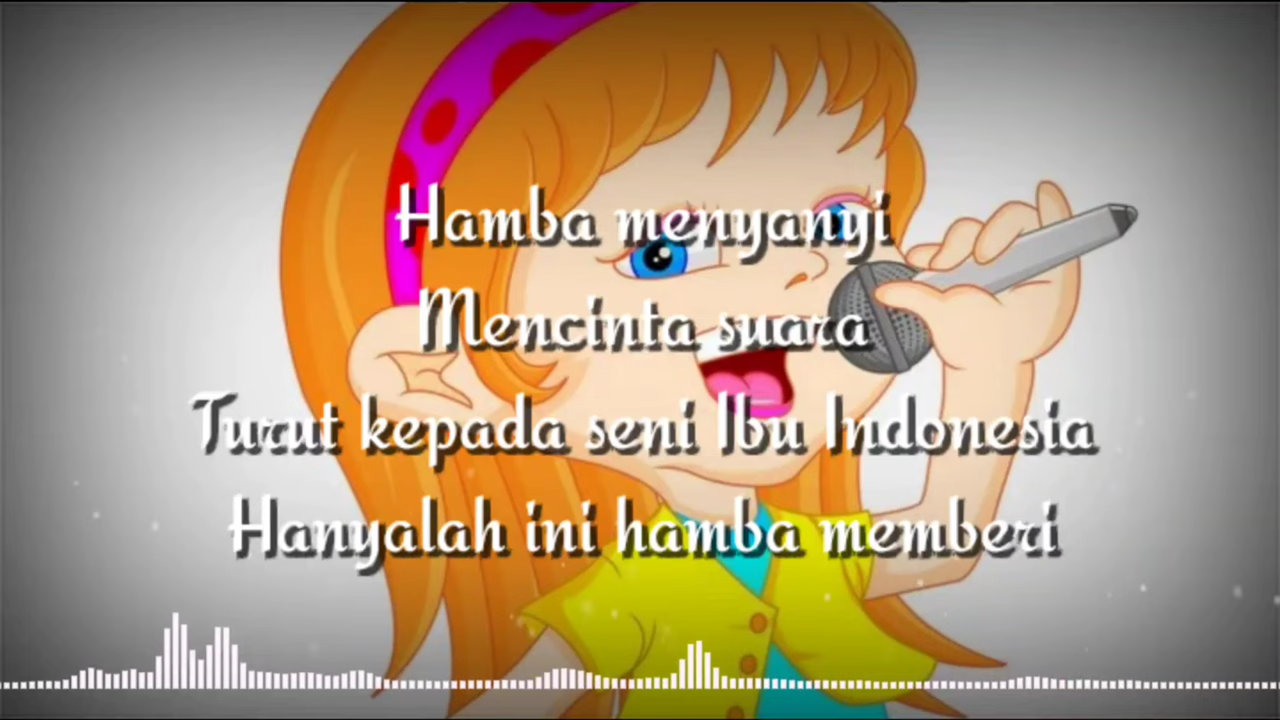 Hamba menyanyi
Mencinta suara
Turut kepada seni Ibu Indonesia
Hanyalah ini hamba memberi